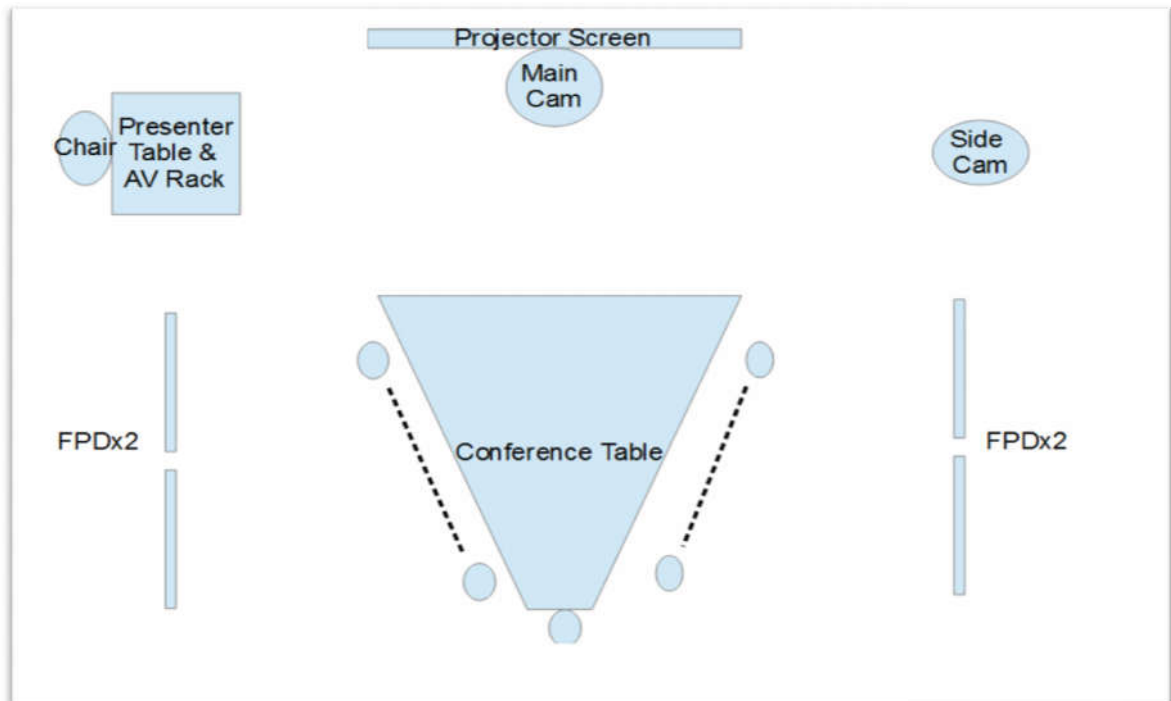 Projector Screen
Main
Cam
Chair
Presenter
Table &
AV Rack
Side
Cam
FPDx2
Conference Table
FPDx2